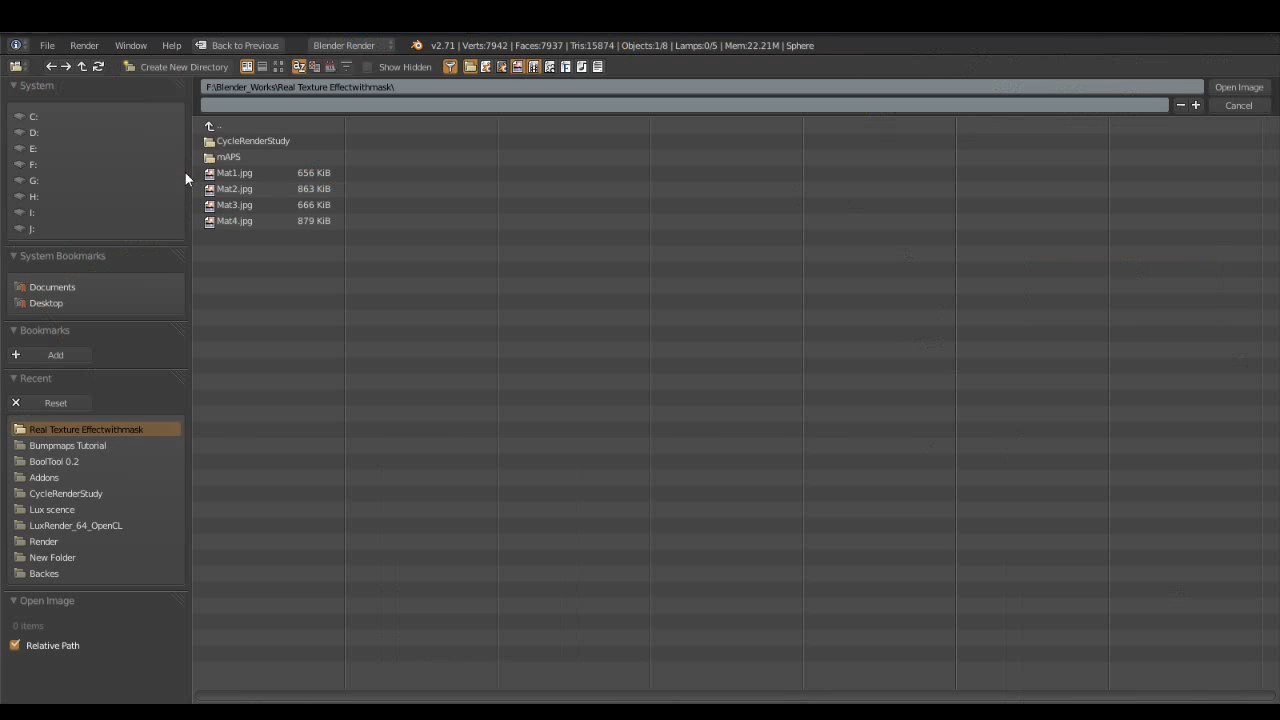 File Render Window Help Back to Previous Blender Render v2.71 | Verts:7942 | Faces:7937 | Tris:15874 | Objects:1/8 | Lamps:0/5 | Mem:22.21M | Sphere
Create New Directory Show Hidden
System
C:
D:
E:
F:
G:
H:
I:
J:
System Bookmarks
Documents
Desktop
Bookmarks
Add
Recent
Reset
Real Texture Effectwithmask
Bumpmaps Tutorial
BoolTool 0.2
Addons
CycleRenderStudy
Lux scence
LuxRender_64_OpenCL
Render
New Folder
Backes
Open Image
0 items
Relative Path
F:\Blender_Works\Real Texture Effectwithmask\ Open Image
Cancel
..
CycleRenderStudy
mAPS
Mat1.jpg 656 KiB
Mat2.jpg 863 KiB
Mat3.jpg 666 KiB
Mat4.jpg 879 KiB